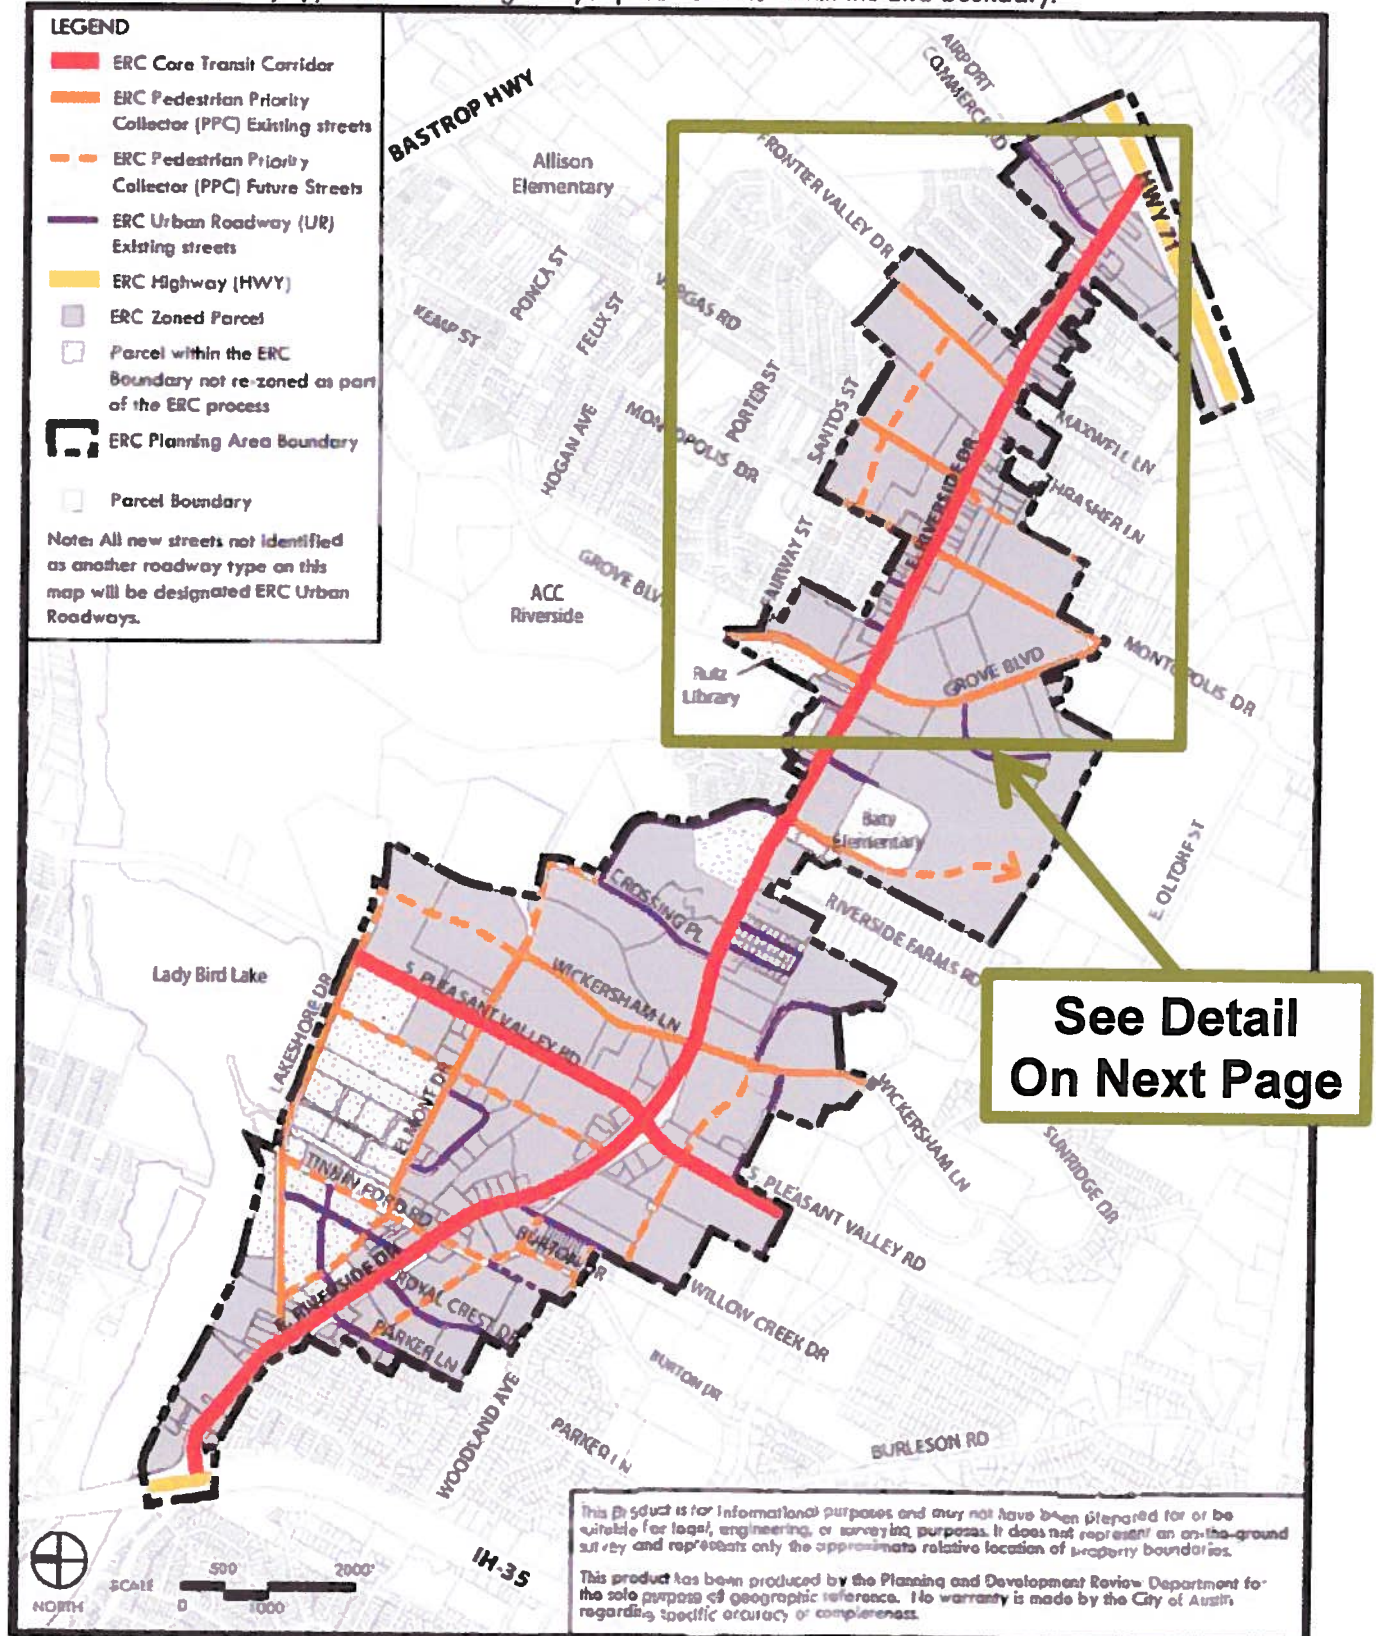 LEGEND
ERC Core Transit Corridor
ERC Pedestrian Priority
Collector (PPC) Existing streets
ERC Pedestrian Priority
Collector (PPC) Future Streets
ERC Urban Roadway (UR)
Existing streets
ERC Highway (HWY)
ERC Zoned Parcel
Parcel within the ERC
Boundary not re-zoned as part
of the ERC process
ERC Planning Area Boundary
Parcel Boundary
Note: All new streets not identified
as another roadway type on this
map will be designated ERC Urban
Roadways.
BASTROP HWY
AIRPORT
COMMERCE D
Allison
Elementary
FRONTIER VALLEY DR
HWY 71
PONCA ST
KEMP ST
FELIX ST
VARGAS RD
PORTER ST
SANTOS ST
HOGAN AVE
MONTOPOLIS DR
MAXWELL LN
THRASHER LN
E. RIVERSIDE DR
FAIRWAY ST
GROVE BLV
ACC
Riverside
Ruiz
Library
GROVE BLVD
MONTOPOLIS DR
Baty
Elementary
E OLTORF ST
CROSSING PL
RIVERSIDE FARMS RD
Lady Bird Lake
LAKESHORE DR
S. PLEASANT VALLEY RD
WICKERSHAM LN
See Detail
On Next Page
ELMONT DR
WICKERSHAM LN
SUNRIDGE DR
TINNIN FORD RD
S. PLEASANT VALLEY RD
BURTON DR
E. RIVERSIDE DR
ROYAL CREST DR
PARKER LN
WILLOW CREEK DR
BURTON DR
WOODLAND AVE
PARKER LN
BURLESON RD
IH-35
NORTH
SCALE
500
2000'
0
1000
This product is for informational purposes and may not have been prepared for or be
suitable for legal, engineering, or surveying purposes. It does not represent an on-the-ground
survey and represents only the approximate relative location of property boundaries.
This product has been produced by the Planning and Development Review Department for
the sole purpose of geographic reference. No warranty is made by the City of Austin
regarding specific accuracy or completeness.